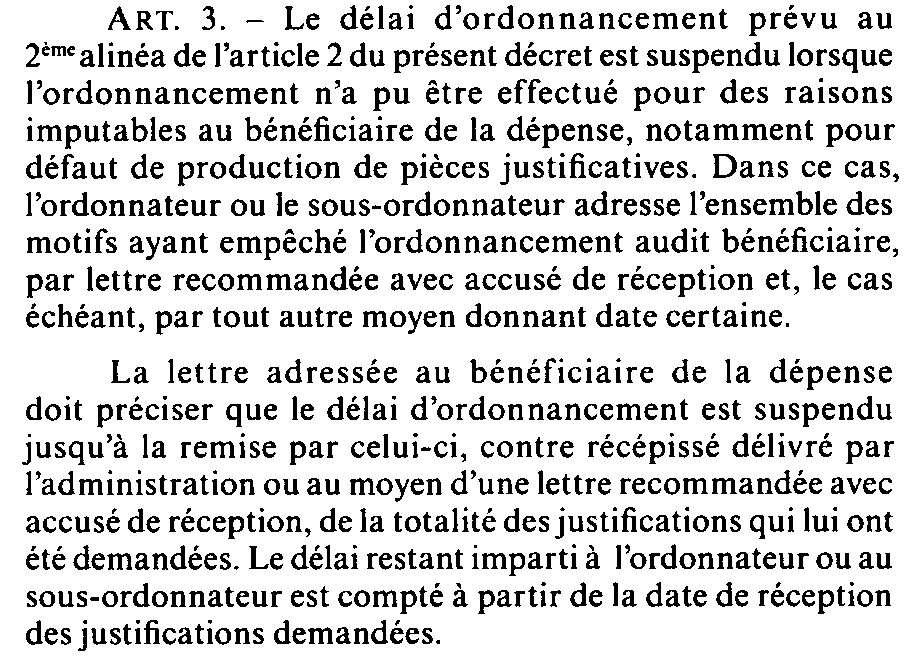 ART. 3. – Le délai d'ordonnancement prévu au
2ème alinéa de l'article 2 du présent décret est suspendu lorsque
l'ordonnancement n'a pu être effectué pour des raisons
imputables au bénéficiaire de la dépense, notamment pour
défaut de production de pièces justificatives. Dans ce cas,
l'ordonnateur ou le sous-ordonnateur adresse l'ensemble des
motifs ayant empêché l'ordonnancement audit bénéficiaire,
par lettre recommandée avec accusé de réception et, le cas
échéant, par tout autre moyen donnant date certaine.
La lettre adressée au bénéficiaire de la dépense
doit préciser que le délai d'ordonnancement est suspendu
jusqu'à la remise par celui-ci, contre récépissé délivré par
l'administration ou au moyen d'une lettre recommandée avec
accusé de réception, de la totalité des justifications qui lui ont
été demandées. Le délai restant imparti à l'ordonnateur ou au
sous-ordonnateur est compté à partir de la date de réception
des justifications demandées.